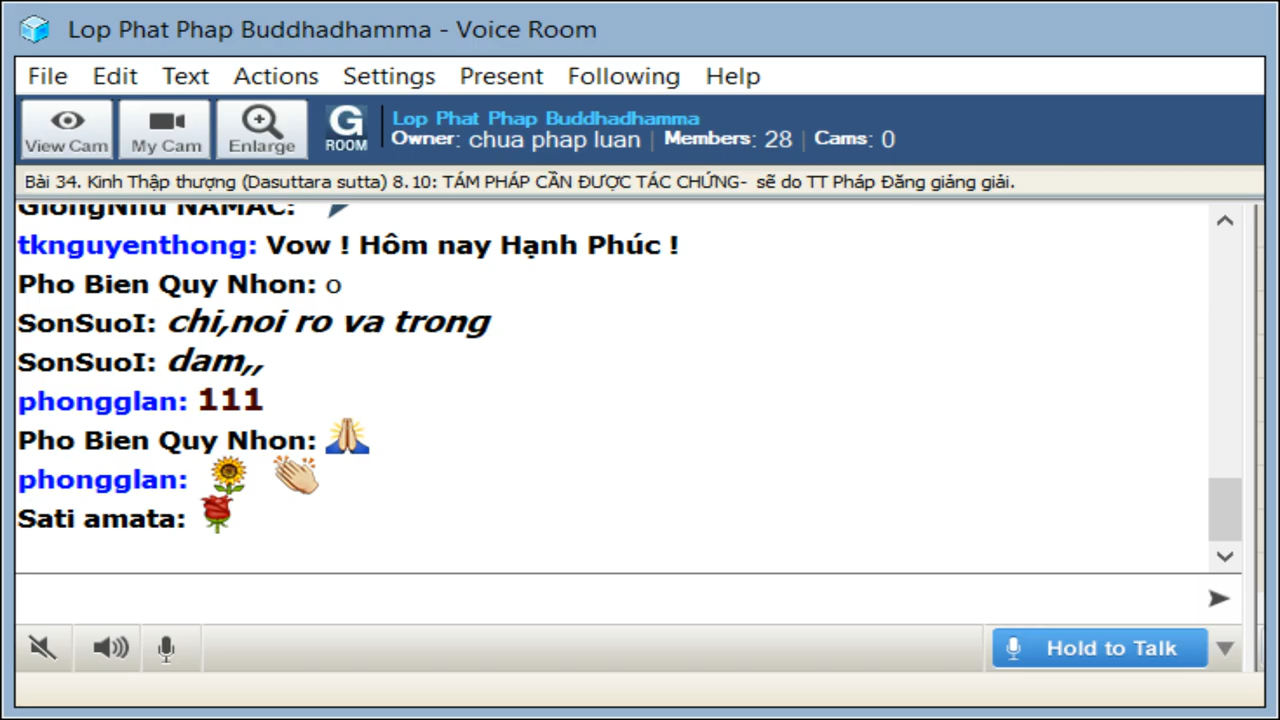 Lop Phat Phap Buddhadhamma - Voice Room
File Edit Text Actions Settings Present Following Help
View Cam My Cam Enlarge G ROOM
Lop Phat Phap Buddhadhamma
Owner: chua phap luan | Members: 28 | Cams: 0
Bài 34. Kinh Thập thượng (Dasuttara sutta) 8.10: TÁM PHÁP CẦN ĐƯỢC TÁC CHỨNG- sẽ do TT Pháp Đăng giảng giải.
GiongNhu NAMAC:
tknguyenthong: Vow ! Hôm nay Hạnh Phúc !
Pho Bien Quy Nhon: o
SonSuoI: chi,noi ro va trong
SonSuoI: dam,,
phongglan: 111
Pho Bien Quy Nhon:
phongglan:
Sati amata:
Hold to Talk